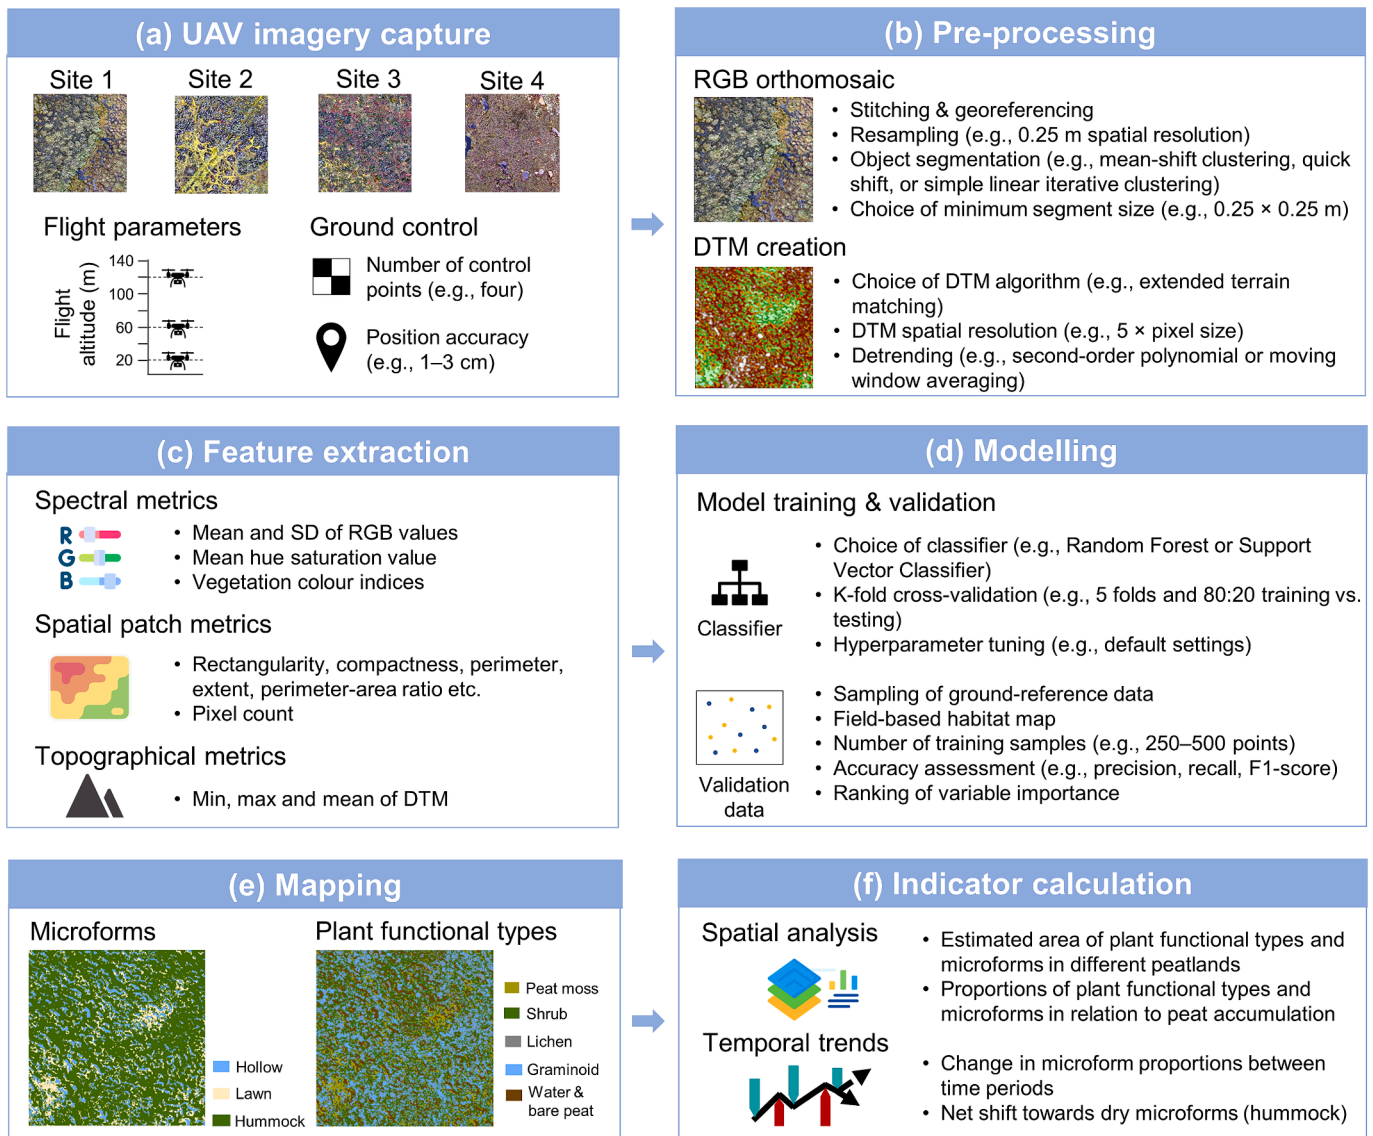 (a) UAV imagery capture
Site 1
Site 2
Site 3
Site 4
Flight parameters
Flight
altitude (m)
140
100
60
20
Ground control
Number of control
points (e.g., four)
Position accuracy
(e.g., 1–3 cm)
(b) Pre-processing
RGB orthomosaic
• Stitching & georeferencing
• Resampling (e.g., 0.25 m spatial resolution)
• Object segmentation (e.g., mean-shift clustering, quick
shift, or simple linear iterative clustering)
• Choice of minimum segment size (e.g., 0.25 × 0.25 m)
DTM creation
• Choice of DTM algorithm (e.g., extended terrain
matching)
• DTM spatial resolution (e.g., 5 × pixel size)
• Detrending (e.g., second-order polynomial or moving
window averaging)
(c) Feature extraction
Spectral metrics
R
G
B
• Mean and SD of RGB values
• Mean hue saturation value
• Vegetation colour indices
Spatial patch metrics
• Rectangularity, compactness, perimeter,
extent, perimeter-area ratio etc.
• Pixel count
Topographical metrics
• Min, max and mean of DTM
(d) Modelling
Model training & validation
Classifier
• Choice of classifier (e.g., Random Forest or Support
Vector Classifier)
• K-fold cross-validation (e.g., 5 folds and 80:20 training vs.
testing)
• Hyperparameter tuning (e.g., default settings)
Validation
data
• Sampling of ground-reference data
• Field-based habitat map
• Number of training samples (e.g., 250–500 points)
• Accuracy assessment (e.g., precision, recall, F1-score)
• Ranking of variable importance
(e) Mapping
Microforms
Hollow
Lawn
Hummock
Plant functional types
Peat moss
Shrub
Lichen
Graminoid
Water &
bare peat
(f) Indicator calculation
Spatial analysis
• Estimated area of plant functional types and
microforms in different peatlands
• Proportions of plant functional types and
microforms in relation to peat accumulation
Temporal trends
• Change in microform proportions between
time periods
• Net shift towards dry microforms (hummock)